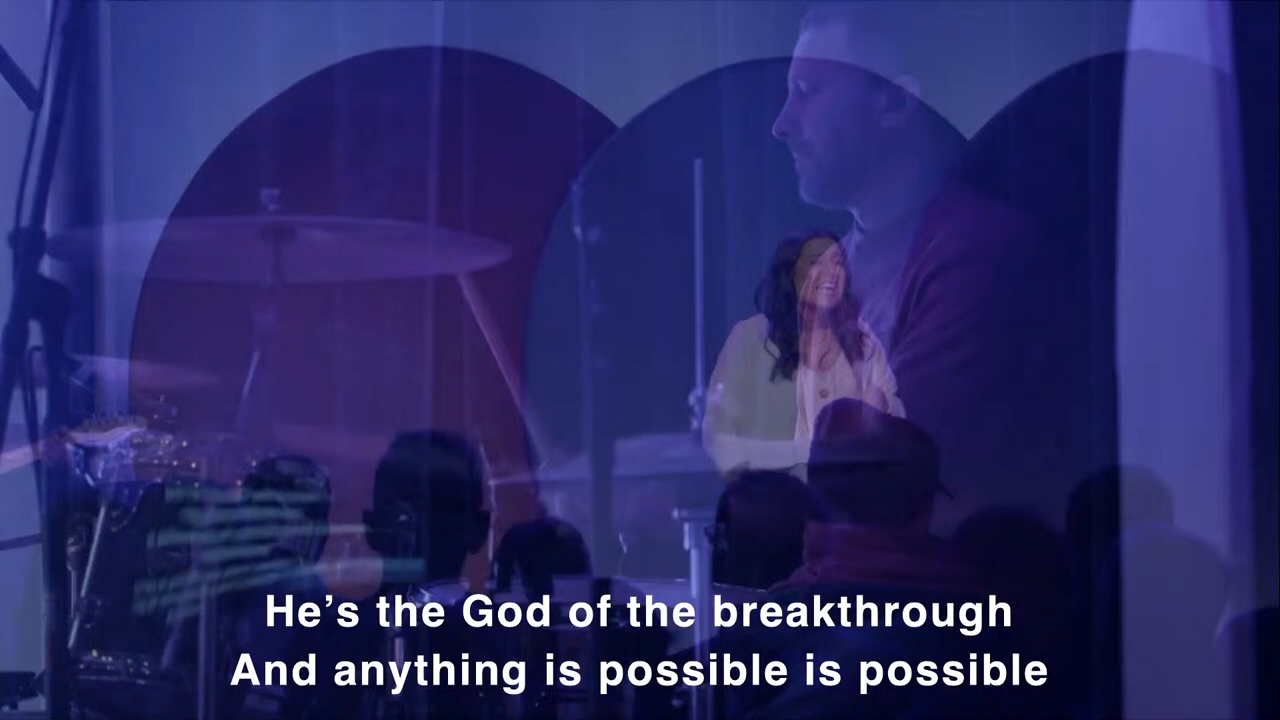 He’s the God of the breakthrough
And anything is possible is possible